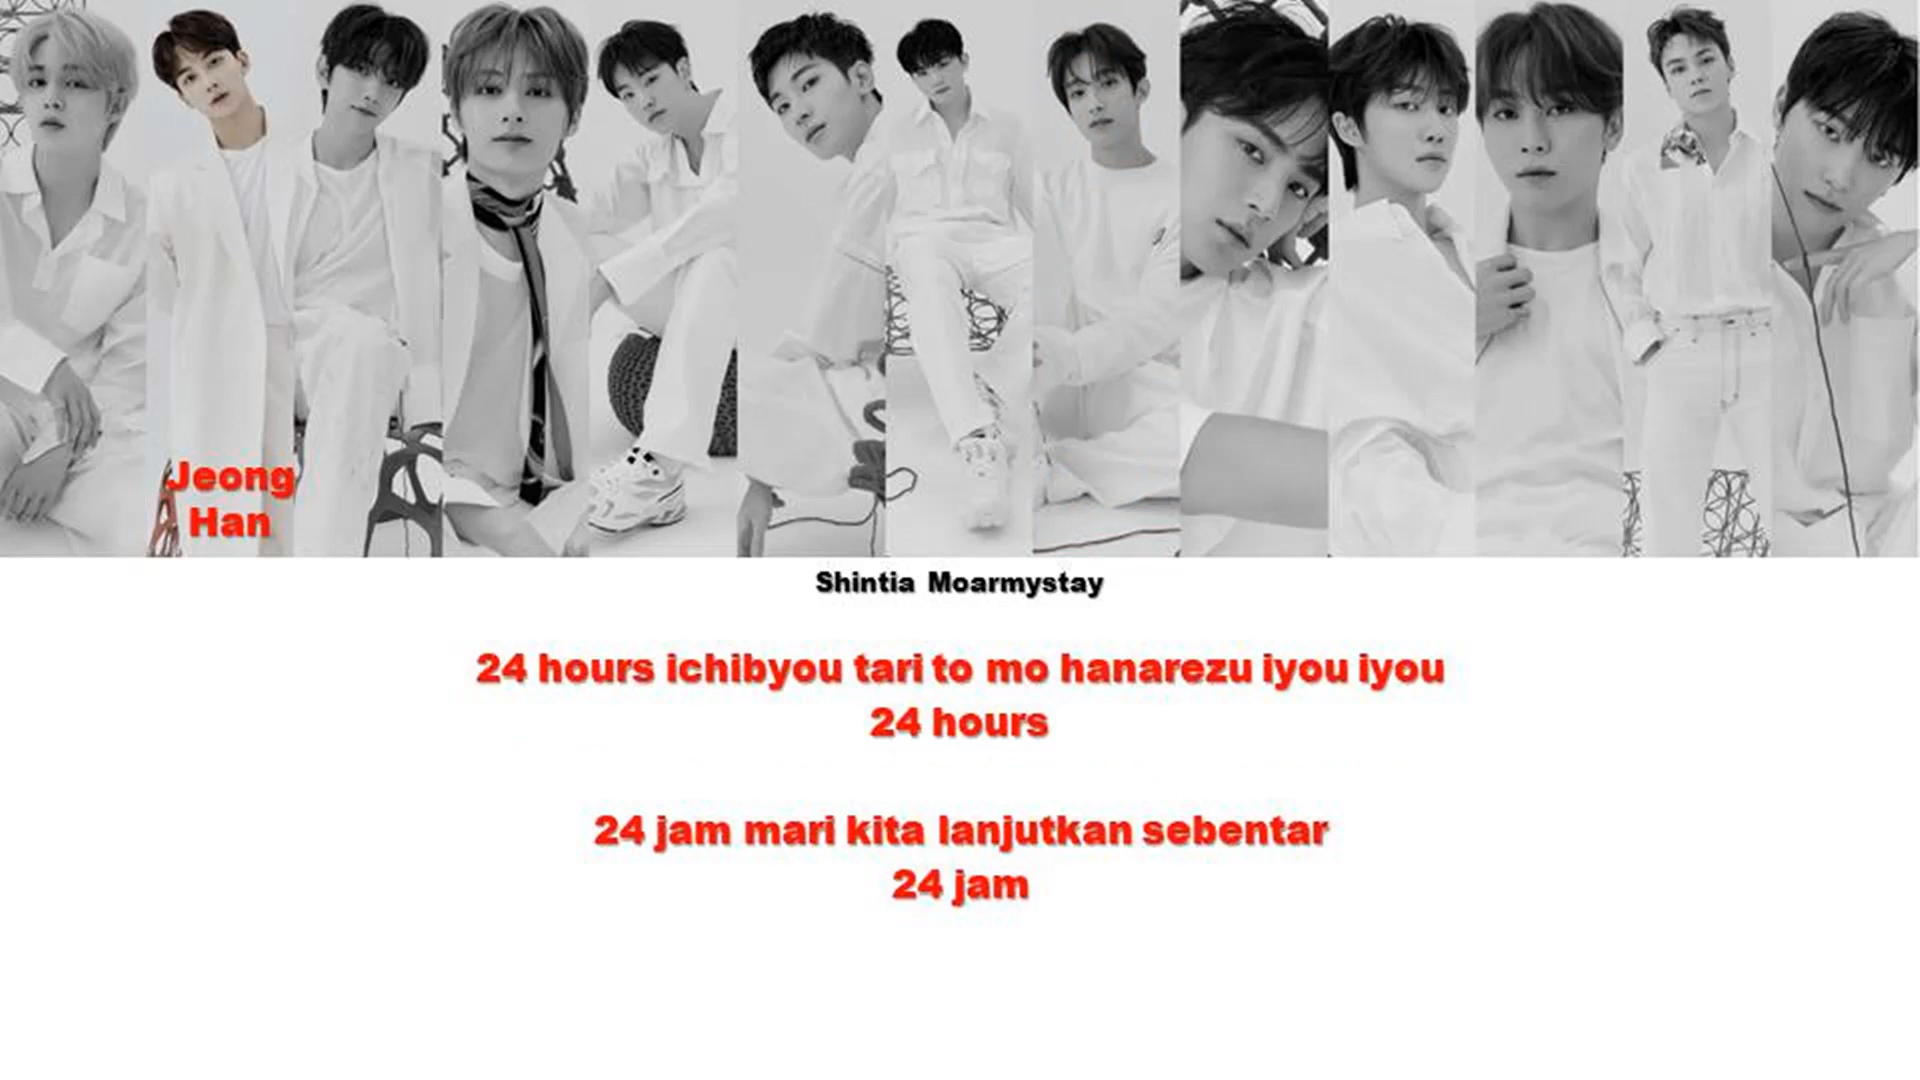 Jeong
Han
Shintia Moarmystay
24 hours ichibyou tari to mo hanarezu iyou iyou
24 hours
24 jam mari kita lanjutkan sebentar
24 jam